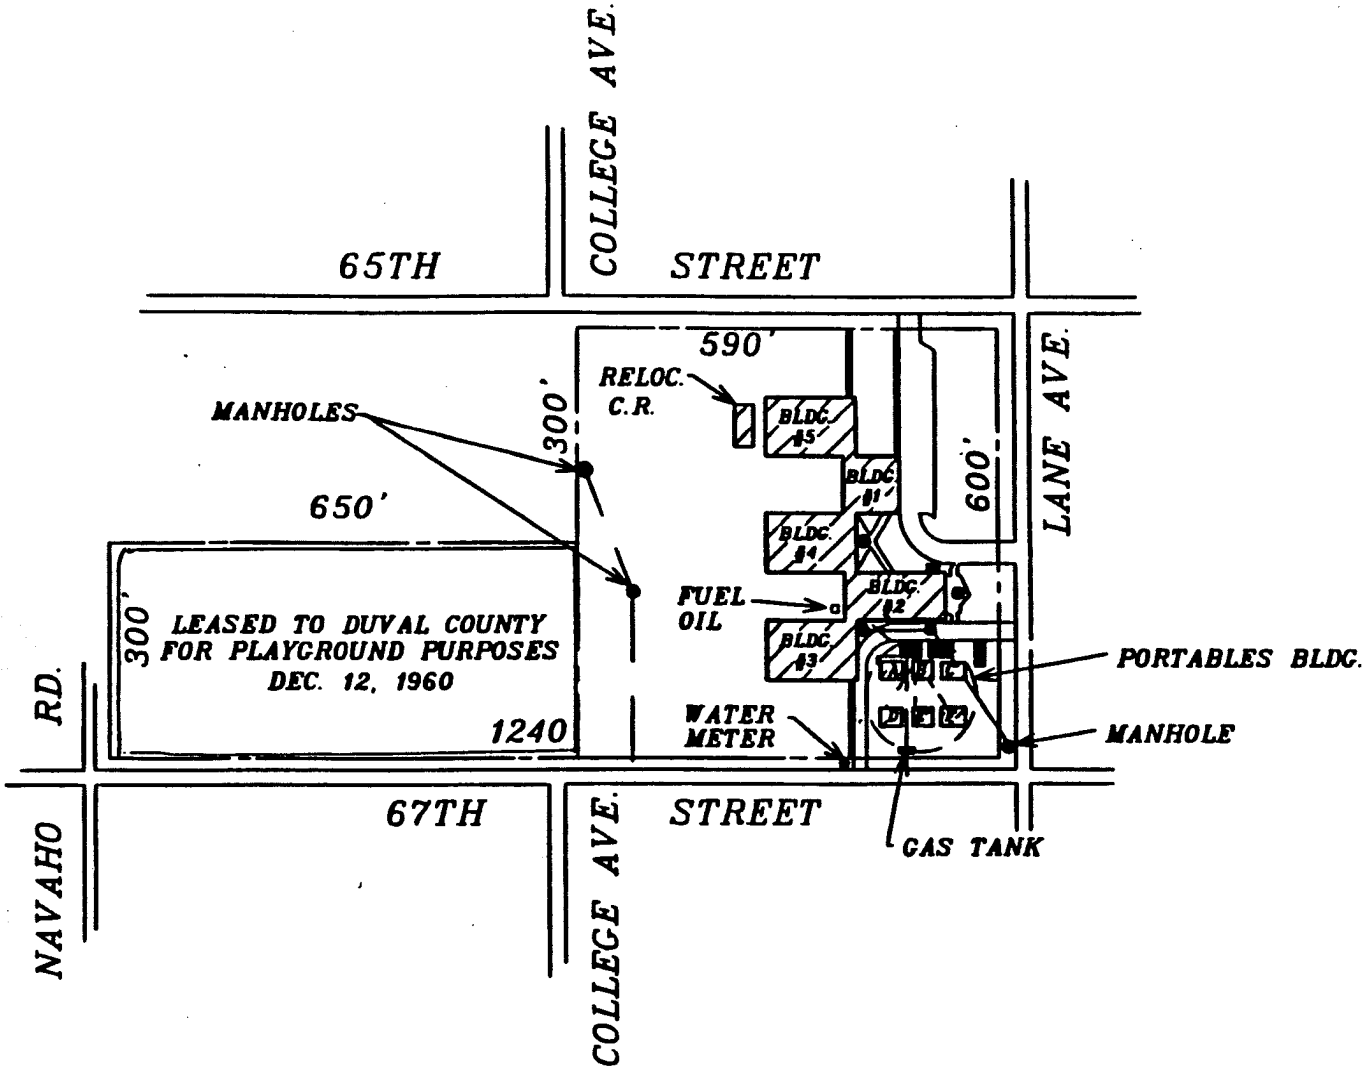 COLLEGE AVE.
65TH STREET
590'
RELOC.
C.R.
300'
MANHOLES
BLDG.
#5
LANE AVE.
600'
BLDG.
#1
650'
BLDG.
#4
BLDG.
#2
FUEL
OIL
300'
LEASED TO DUVAL COUNTY
FOR PLAYGROUND PURPOSES
DEC. 12, 1960
BLDG.
#3
PORTABLES BLDG.
A B C
D E F
1240
WATER
METER
MANHOLE
67TH STREET
GAS TANK
NAVAHO RD.
COLLEGE AVE.